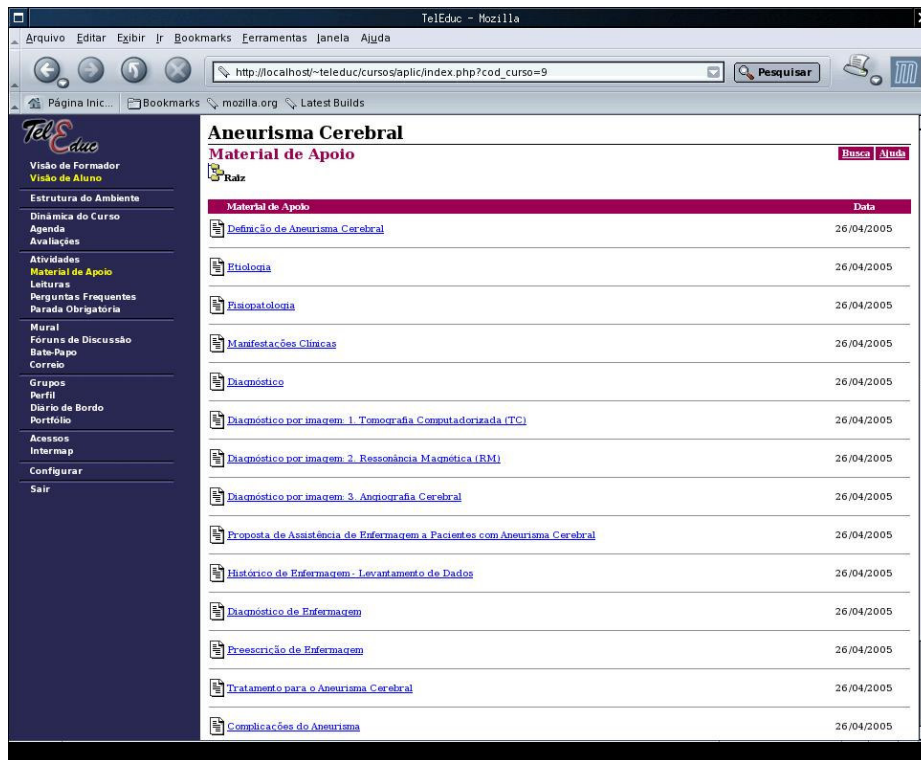 TelEduc - Mozilla
Arquivo Editar Exibir Ir Bookmarks Ferramentas Janela Ajuda
http://localhost/~teleduc/cursos/aplic/index.php?cod_curso=9 Pesquisar
Página Inic... Bookmarks mozilla.org Latest Builds
TelEduc
Visão de Formador
Visão de Aluno
Estrutura do Ambiente
Dinâmica do Curso
Agenda
Avaliações
Atividades
Material de Apoio
Leituras
Perguntas Frequentes
Parada Obrigatória
Mural
Fóruns de Discussão
Bate-Papo
Correio
Grupos
Perfil
Diário de Bordo
Portfólio
Acessos
Intermap
Configurar
Sair
Aneurisma Cerebral
Material de Apoio Busca Ajuda
Raiz
Material de Apoio Data
Definição de Aneurisma Cerebral 26/04/2005
Etiologia 26/04/2005
Fisiopatologia 26/04/2005
Manifestações Clínicas 26/04/2005
Diagnóstico 26/04/2005
Diagnóstico por imagem: 1. Tomografia Computadorizada (TC) 26/04/2005
Diagnóstico por imagem: 2. Ressonância Magnética (RM) 26/04/2005
Diagnóstico por imagem: 3. Angiografia Cerebral 26/04/2005
Proposta de Assistência de Enfermagem a Pacientes com Aneurisma Cerebral 26/04/2005
Histórico de Enfermagem - Levantamento de Dados 26/04/2005
Diagnóstico de Enfermagem 26/04/2005
Preescrição de Enfermagem 26/04/2005
Tratamento para o Aneurisma Cerebral 26/04/2005
Complicações do Aneurisma 26/04/2005